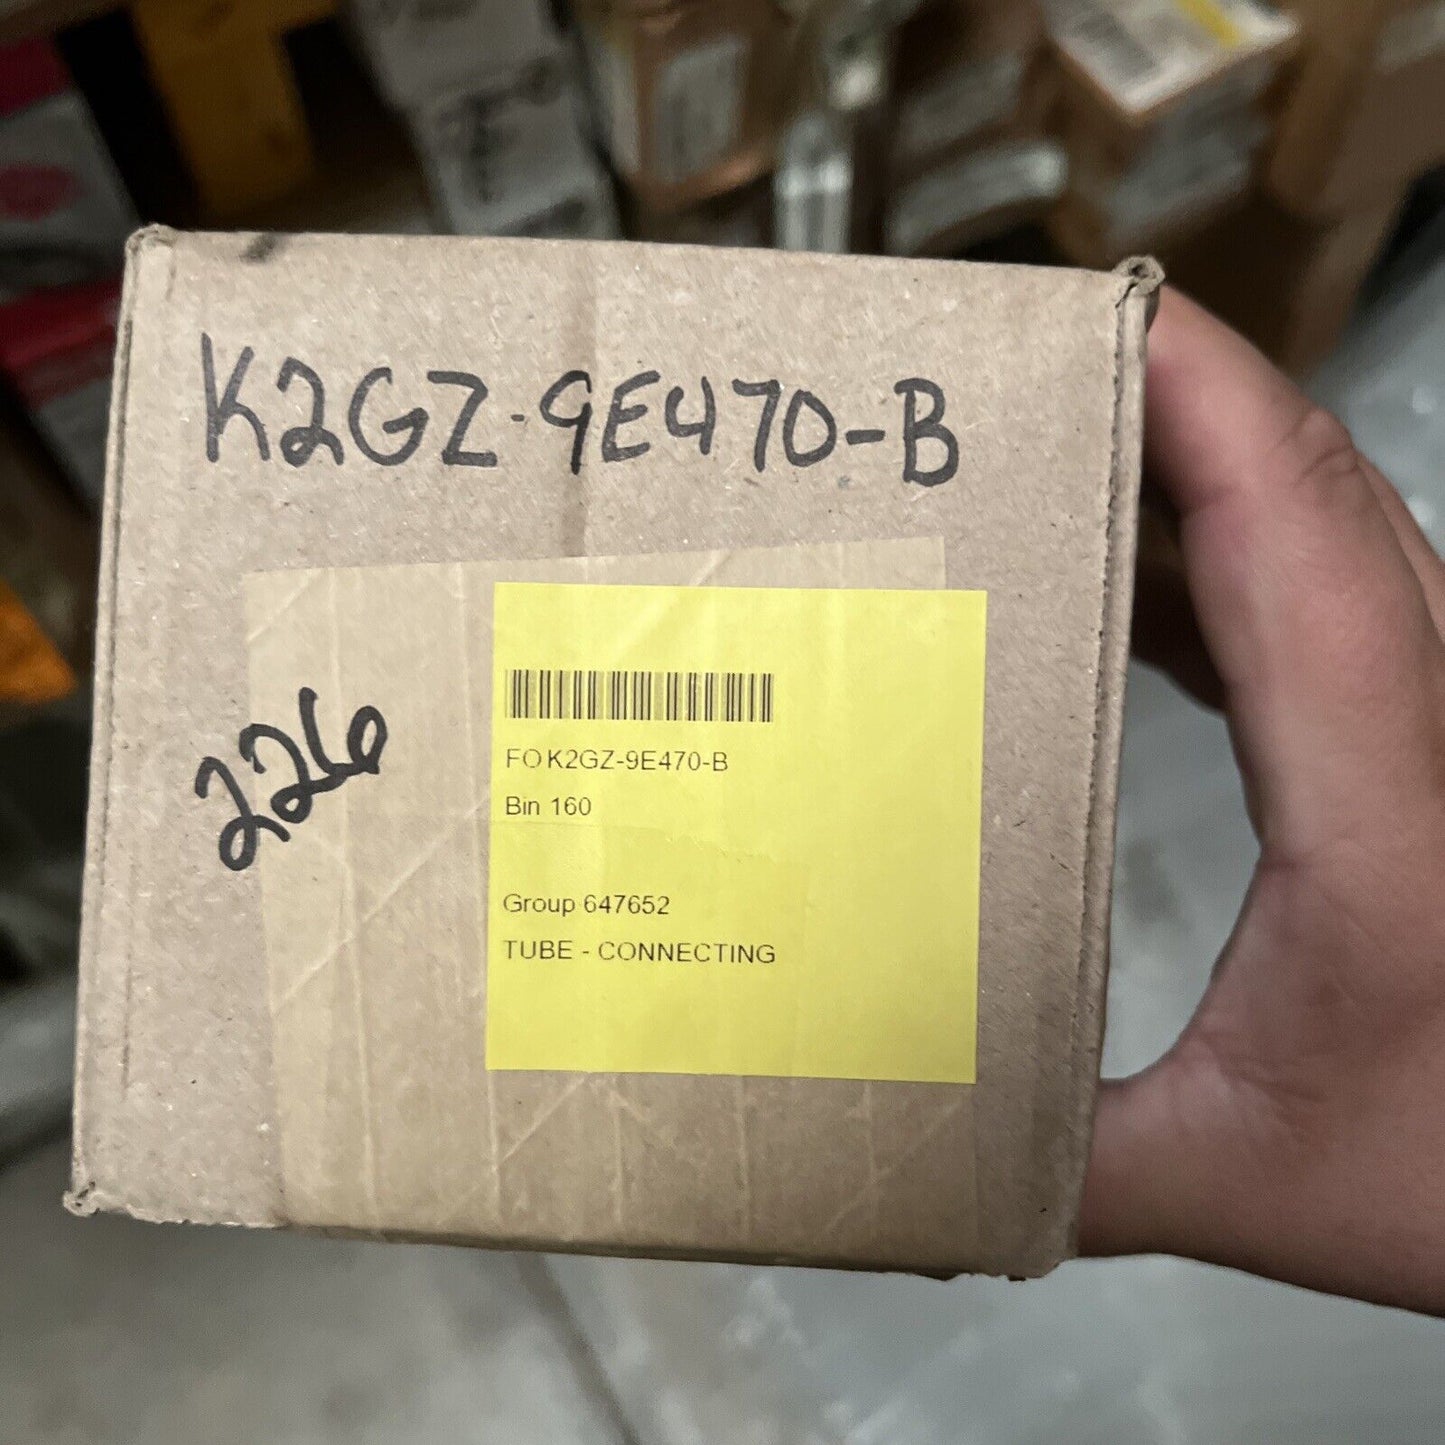 K2GZ-9E470-B
226
FO K2GZ-9E470-B
Bin 160
Group 647652
TUBE - CONNECTING